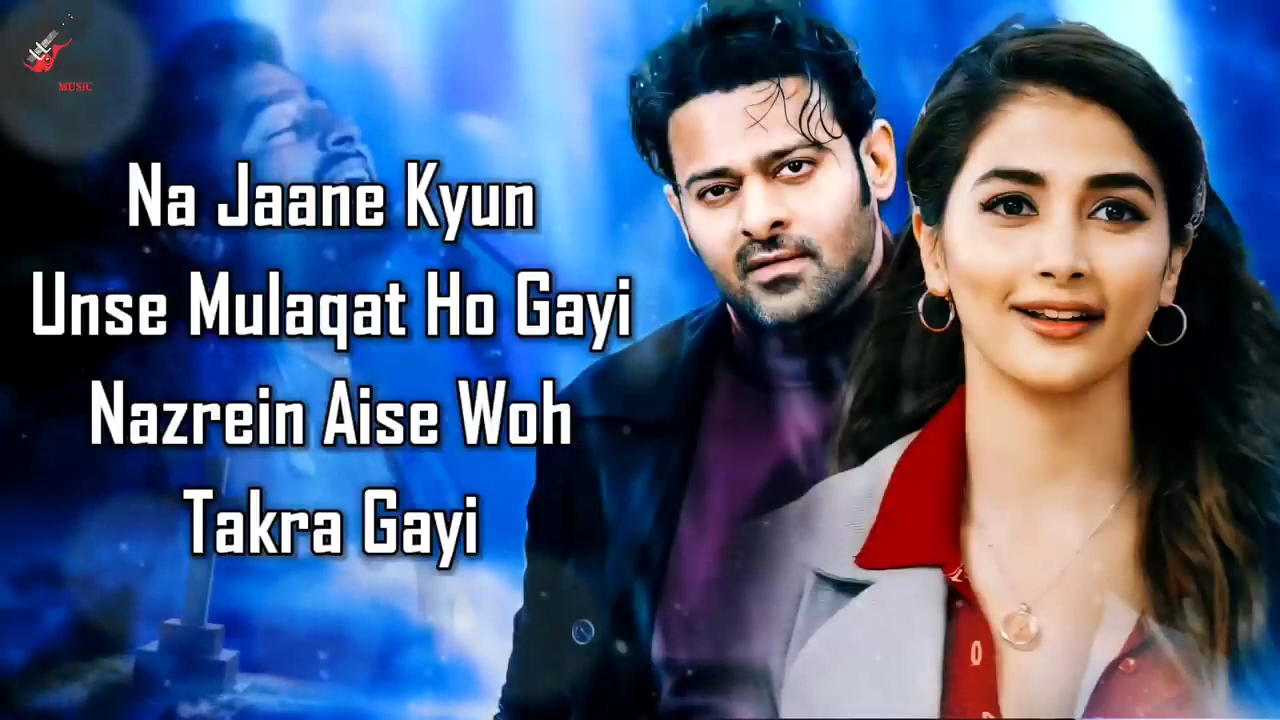 MUSIC
Na Jaane Kyun
Unse Mulaqat Ho Gayi
Nazrein Aise Woh
Takra Gayi